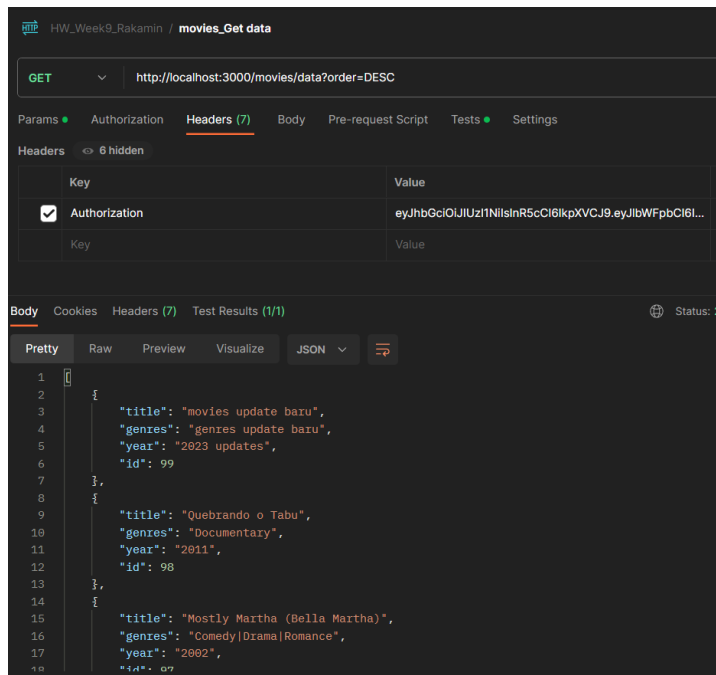 HTTP HW_Week9_Rakamin / movies_Get data
GET http://localhost:3000/movies/data?order=DESC
Params Authorization Headers (7) Body Pre-request Script Tests Settings
Headers 6 hidden
Key Value
Authorization eyJhbGciOiJIUzI1NiIsInR5cCI6IkpXVCJ9.eyJlbWFpbCI6I...
Key Value
Body Cookies Headers (7) Test Results (1/1) Status:
Pretty Raw Preview Visualize JSON
1 [
2 {
3 "title": "movies update baru",
4 "genres": "genres update baru",
5 "year": "2023 updates",
6 "id": 99
7 },
8 {
9 "title": "Quebrando o Tabu",
10 "genres": "Documentary",
11 "year": "2011",
12 "id": 98
13 },
14 {
15 "title": "Mostly Martha (Bella Martha)",
16 "genres": "Comedy|Drama|Romance",
17 "year": "2002",
18 "id": 97